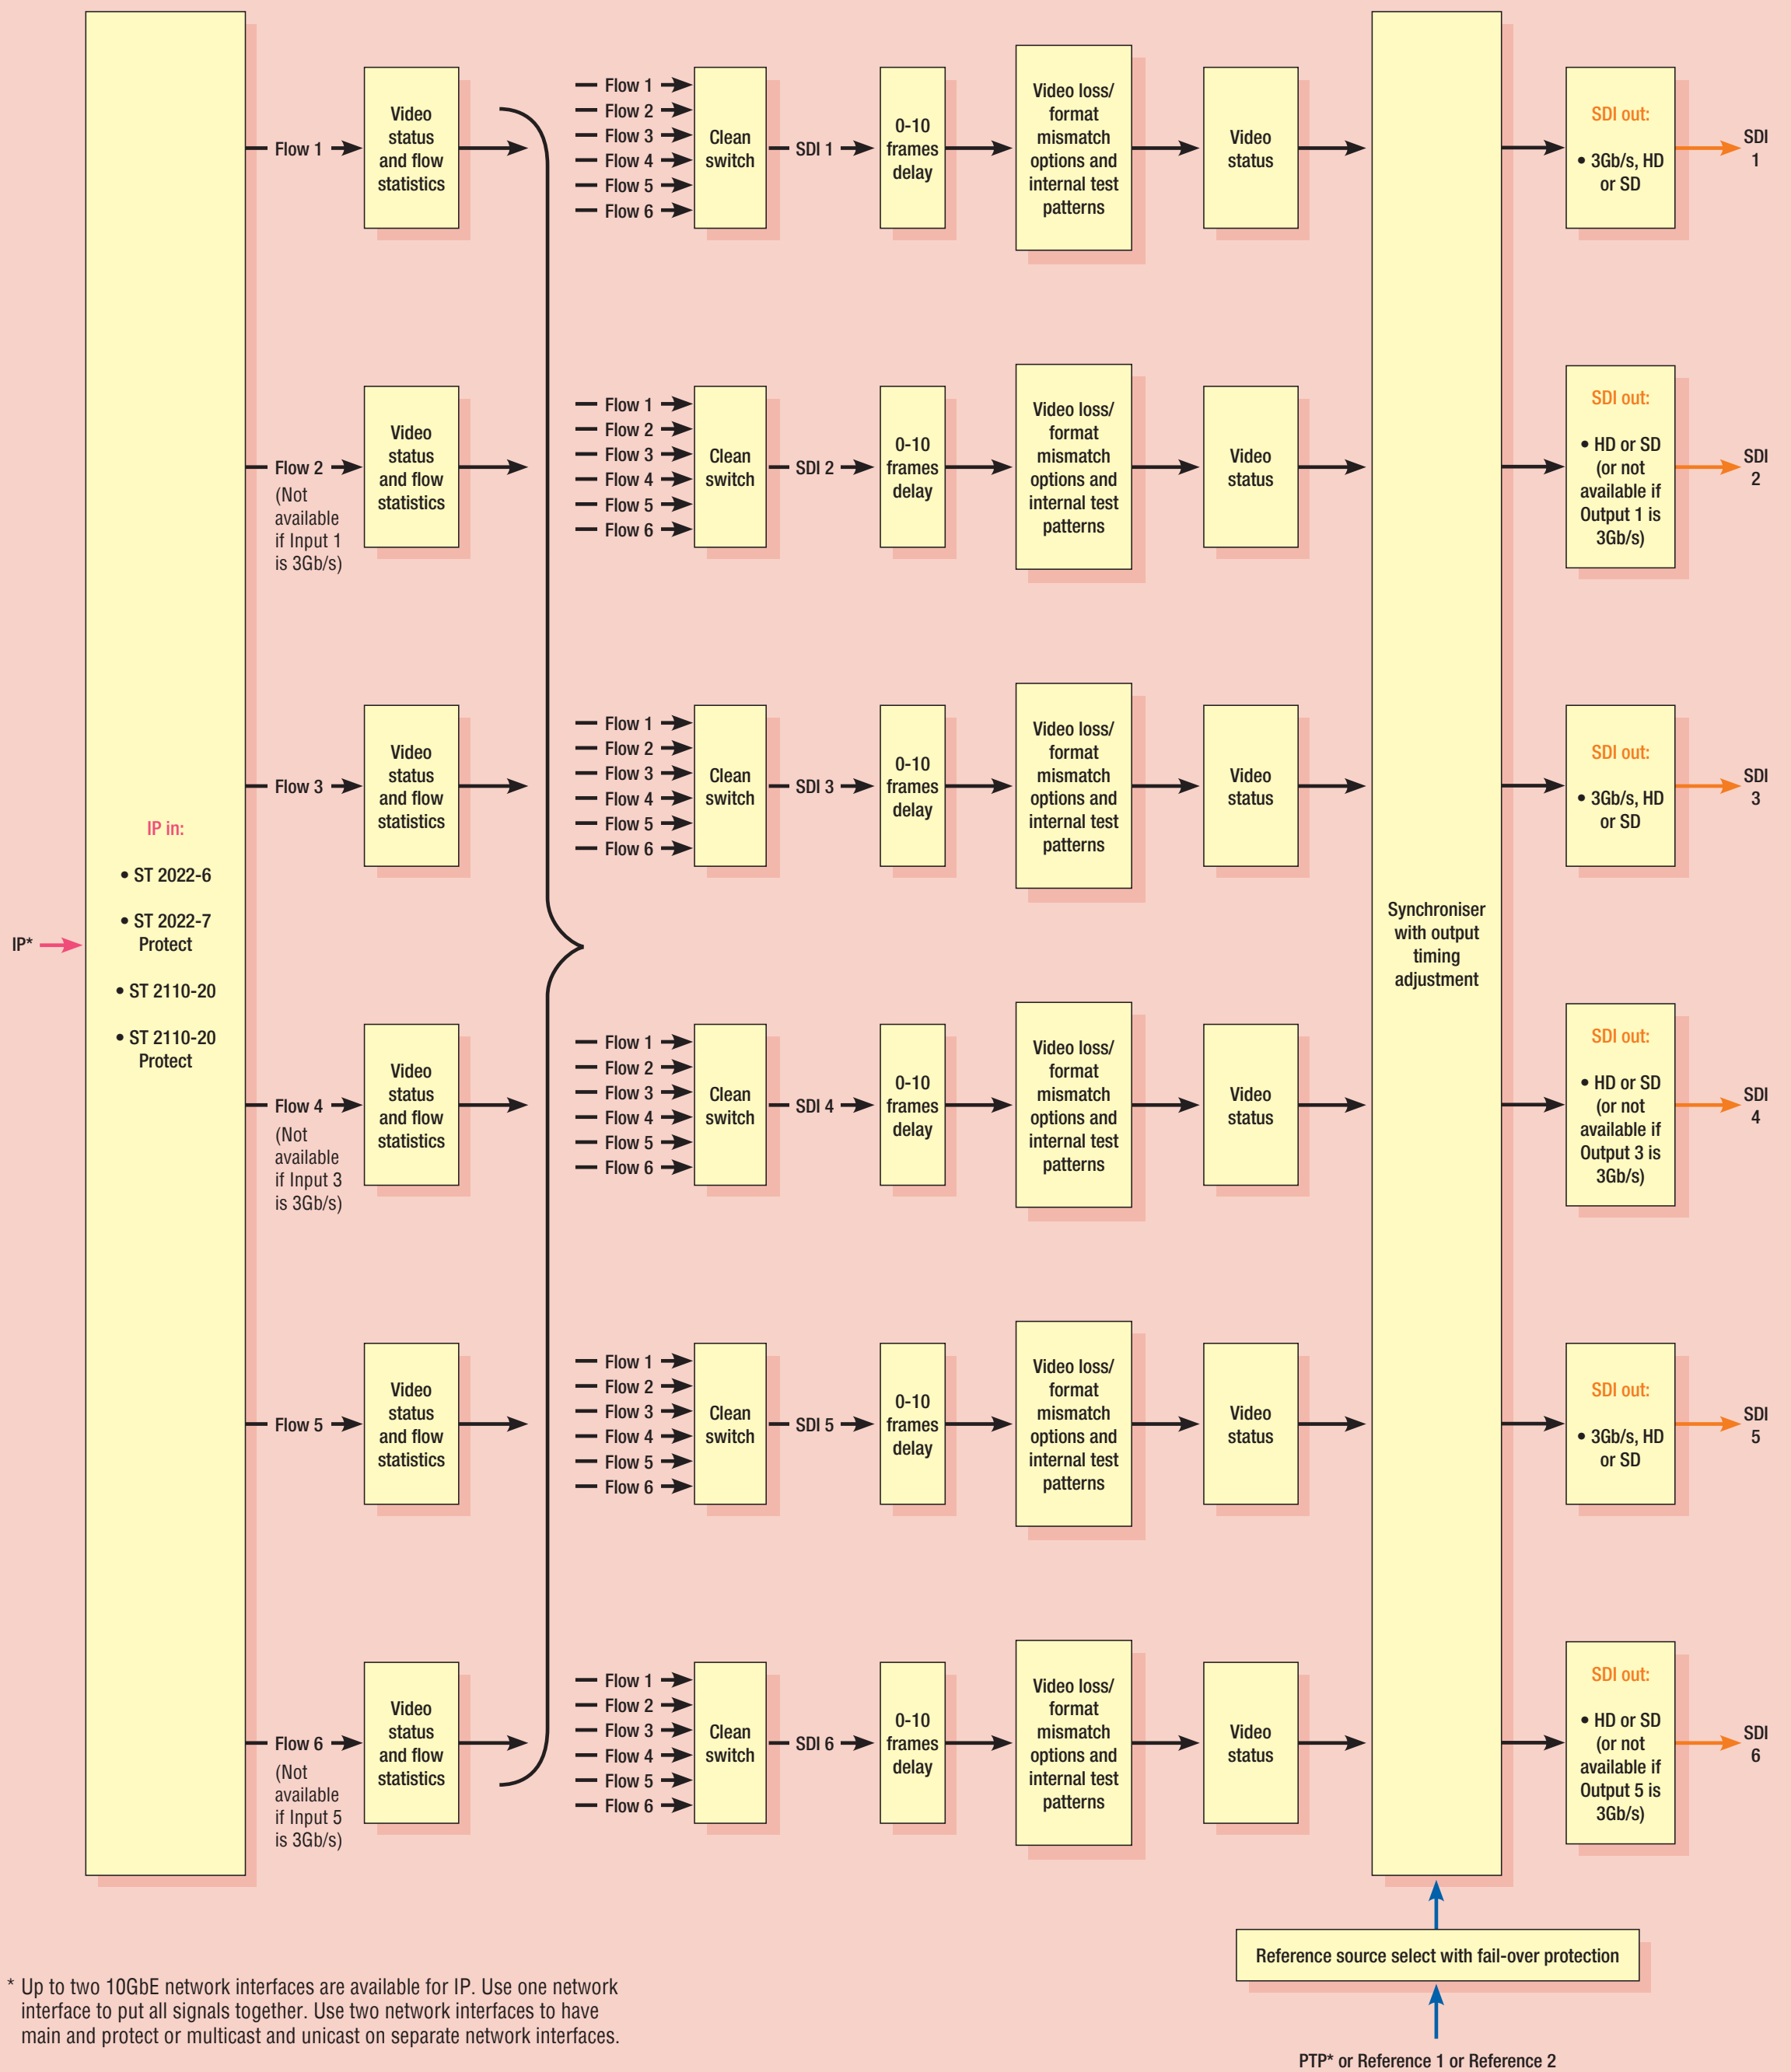 IP*
IP in:
• ST 2022-6
• ST 2022-7
Protect
• ST 2110-20
• ST 2110-20
Protect
Flow 1
Video
status
and flow
statistics
Flow 1
Flow 2
Flow 3
Flow 4
Flow 5
Flow 6
Clean
switch
SDI 1
0-10
frames
delay
Video loss/
format
mismatch
options and
internal test
patterns
Video
status
SDI out:
• 3Gb/s, HD
or SD
SDI
1
Flow 2
(Not
available
if Input 1
is 3Gb/s)
Video
status
and flow
statistics
Flow 1
Flow 2
Flow 3
Flow 4
Flow 5
Flow 6
Clean
switch
SDI 2
0-10
frames
delay
Video loss/
format
mismatch
options and
internal test
patterns
Video
status
SDI out:
• HD or SD
(or not
available if
Output 1 is
3Gb/s)
SDI
2
Flow 3
Video
status
and flow
statistics
Flow 1
Flow 2
Flow 3
Flow 4
Flow 5
Flow 6
Clean
switch
SDI 3
0-10
frames
delay
Video loss/
format
mismatch
options and
internal test
patterns
Video
status
SDI out:
• 3Gb/s, HD
or SD
SDI
3
Synchroniser
with output
timing
adjustment
Flow 4
(Not
available
if Input 3
is 3Gb/s)
Video
status
and flow
statistics
Flow 1
Flow 2
Flow 3
Flow 4
Flow 5
Flow 6
Clean
switch
SDI 4
0-10
frames
delay
Video loss/
format
mismatch
options and
internal test
patterns
Video
status
SDI out:
• HD or SD
(or not
available if
Output 3 is
3Gb/s)
SDI
4
Flow 5
Video
status
and flow
statistics
Flow 1
Flow 2
Flow 3
Flow 4
Flow 5
Flow 6
Clean
switch
SDI 5
0-10
frames
delay
Video loss/
format
mismatch
options and
internal test
patterns
Video
status
SDI out:
• 3Gb/s, HD
or SD
SDI
5
Flow 6
(Not
available
if Input 5
is 3Gb/s)
Video
status
and flow
statistics
Flow 1
Flow 2
Flow 3
Flow 4
Flow 5
Flow 6
Clean
switch
SDI 6
0-10
frames
delay
Video loss/
format
mismatch
options and
internal test
patterns
Video
status
SDI out:
• HD or SD
(or not
available if
Output 5 is
3Gb/s)
SDI
6
Reference source select with fail-over protection
PTP* or Reference 1 or Reference 2
* Up to two 10GbE network interfaces are available for IP. Use one network
interface to put all signals together. Use two network interfaces to have
main and protect or multicast and unicast on separate network interfaces.